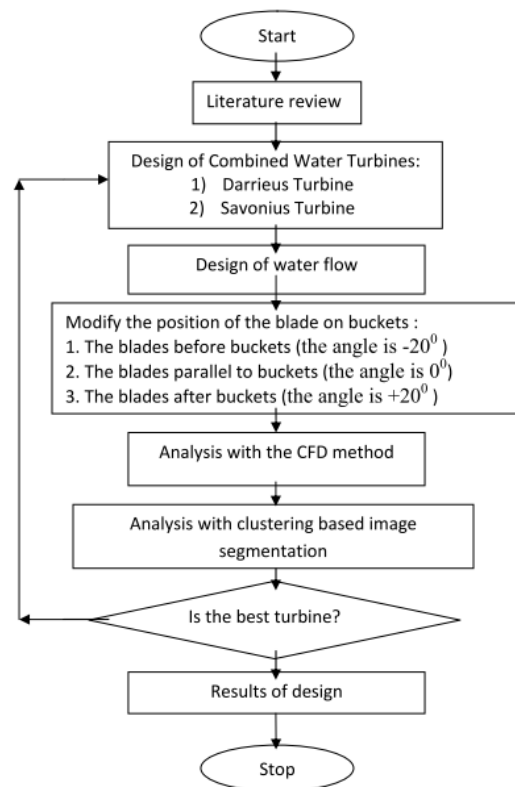 Start
Literature review
Design of Combined Water Turbines:
1) Darrieus Turbine
2) Savonius Turbine
Design of water flow
Modify the position of the blade on buckets :
1. The blades before buckets (the angle is -20⁰ )
2. The blades parallel to buckets (the angle is 0⁰)
3. The blades after buckets (the angle is +20⁰ )
Analysis with the CFD method
Analysis with clustering based image
segmentation
Is the best turbine?
Results of design
Stop